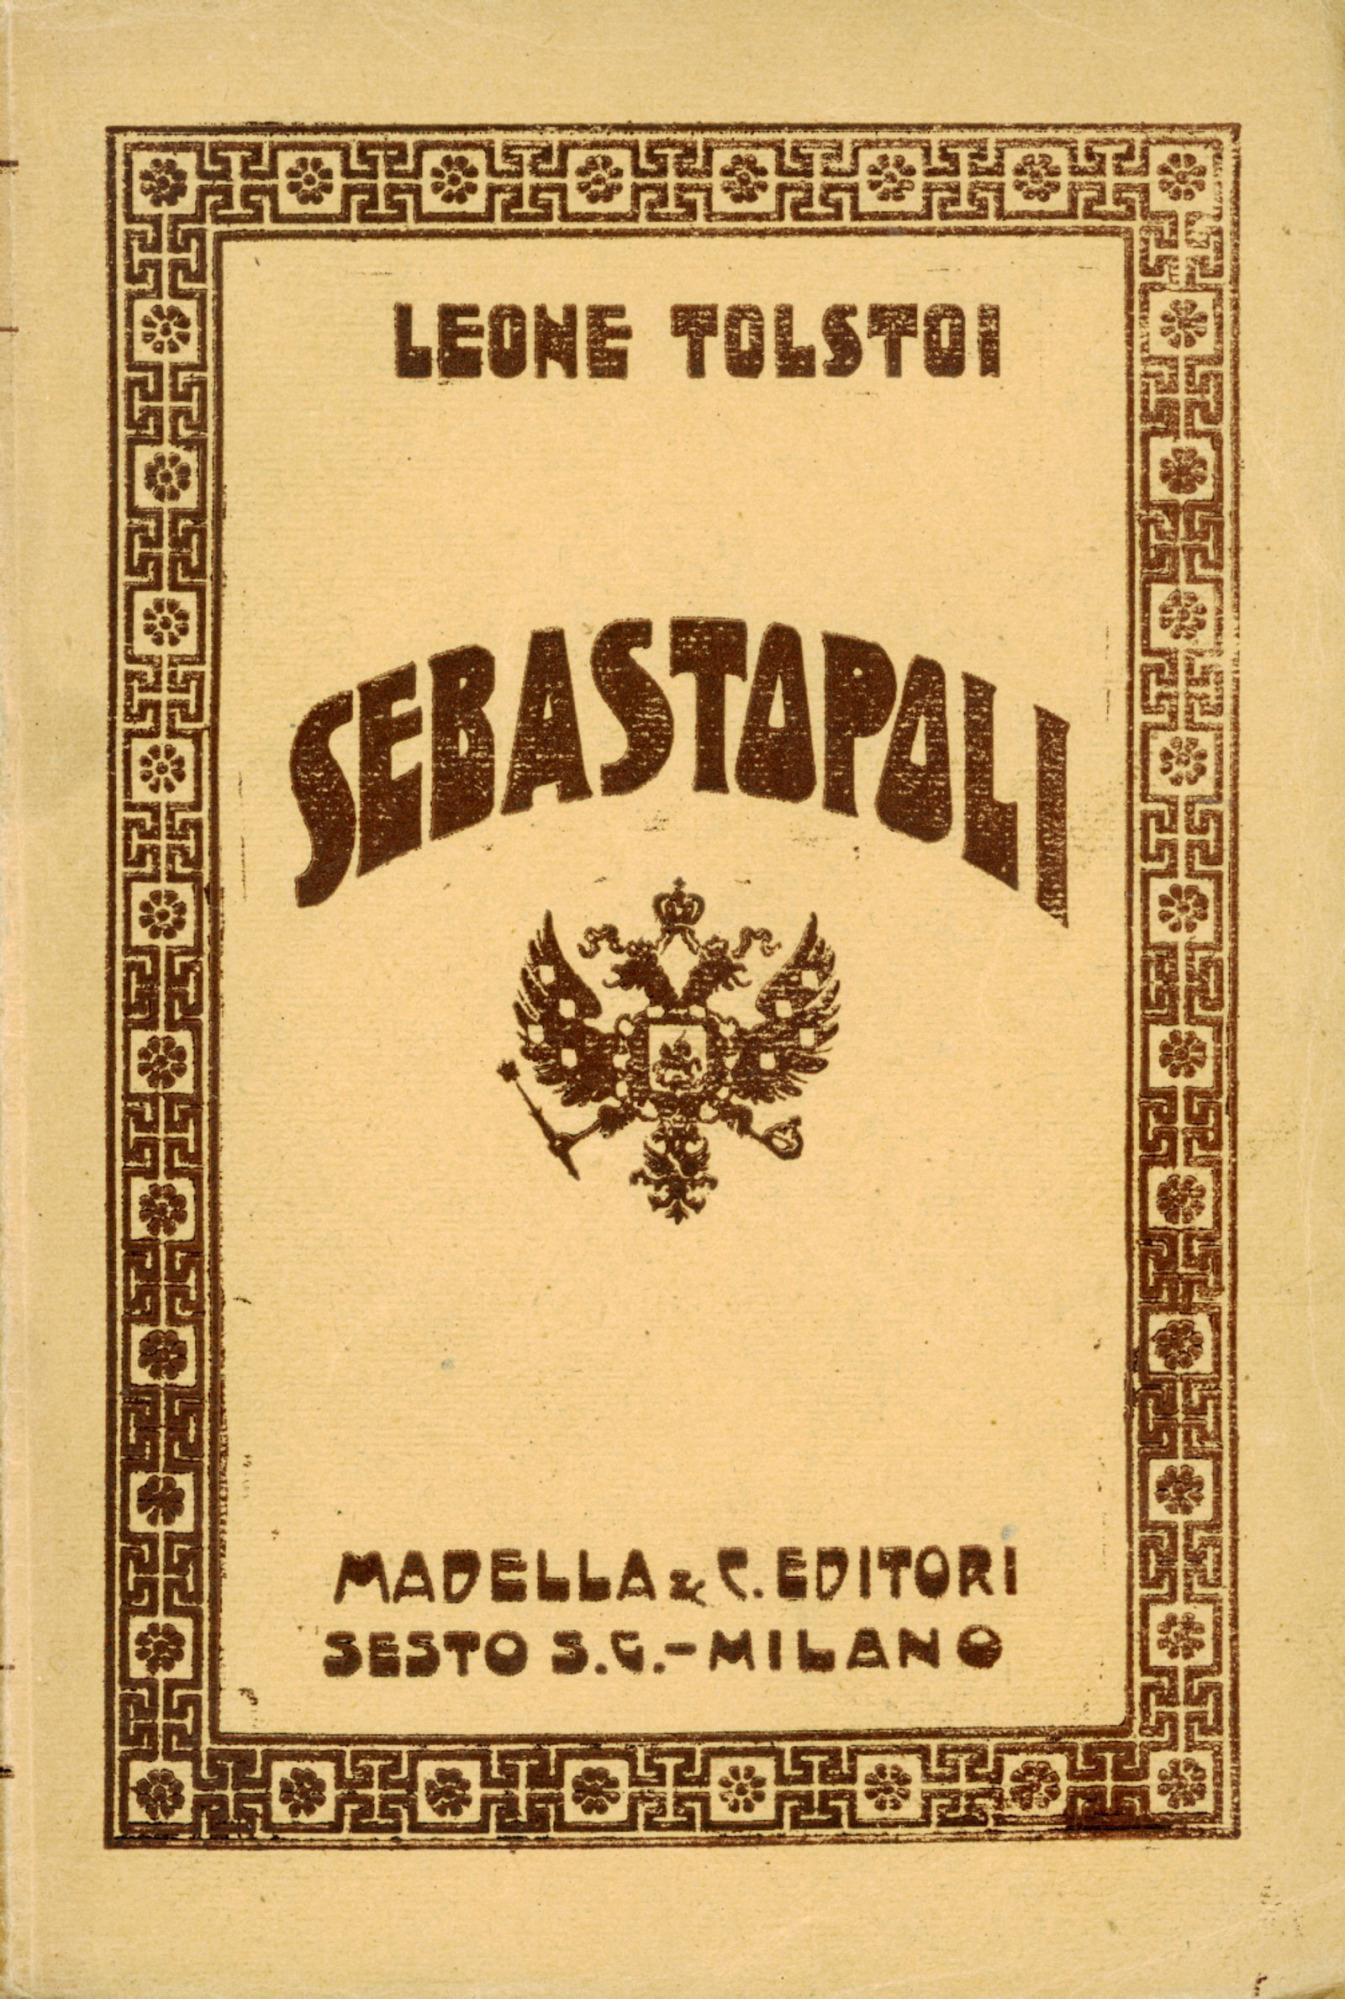 LEONE TOLSTOI
SEBASTOPOLI
MADELLA & C. EDITORI
SESTO S.G.-MILANO